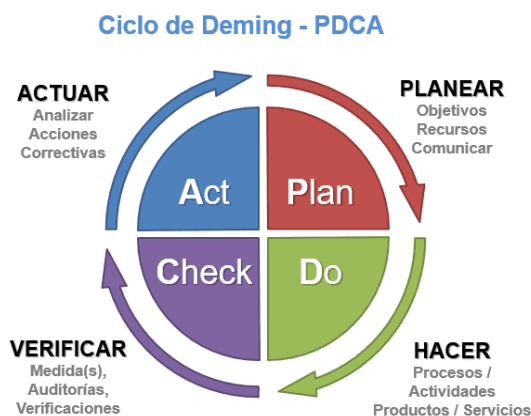 Ciclo de Deming - PDCA
ACTUAR
Analizar
Acciones
Correctivas
PLANEAR
Objetivos
Recursos
Comunicar
Act
Plan
Check
Do
VERIFICAR
Medida(s),
Auditorías,
Verificaciones
HACER
Procesos /
Actividades
Productos / Servicios